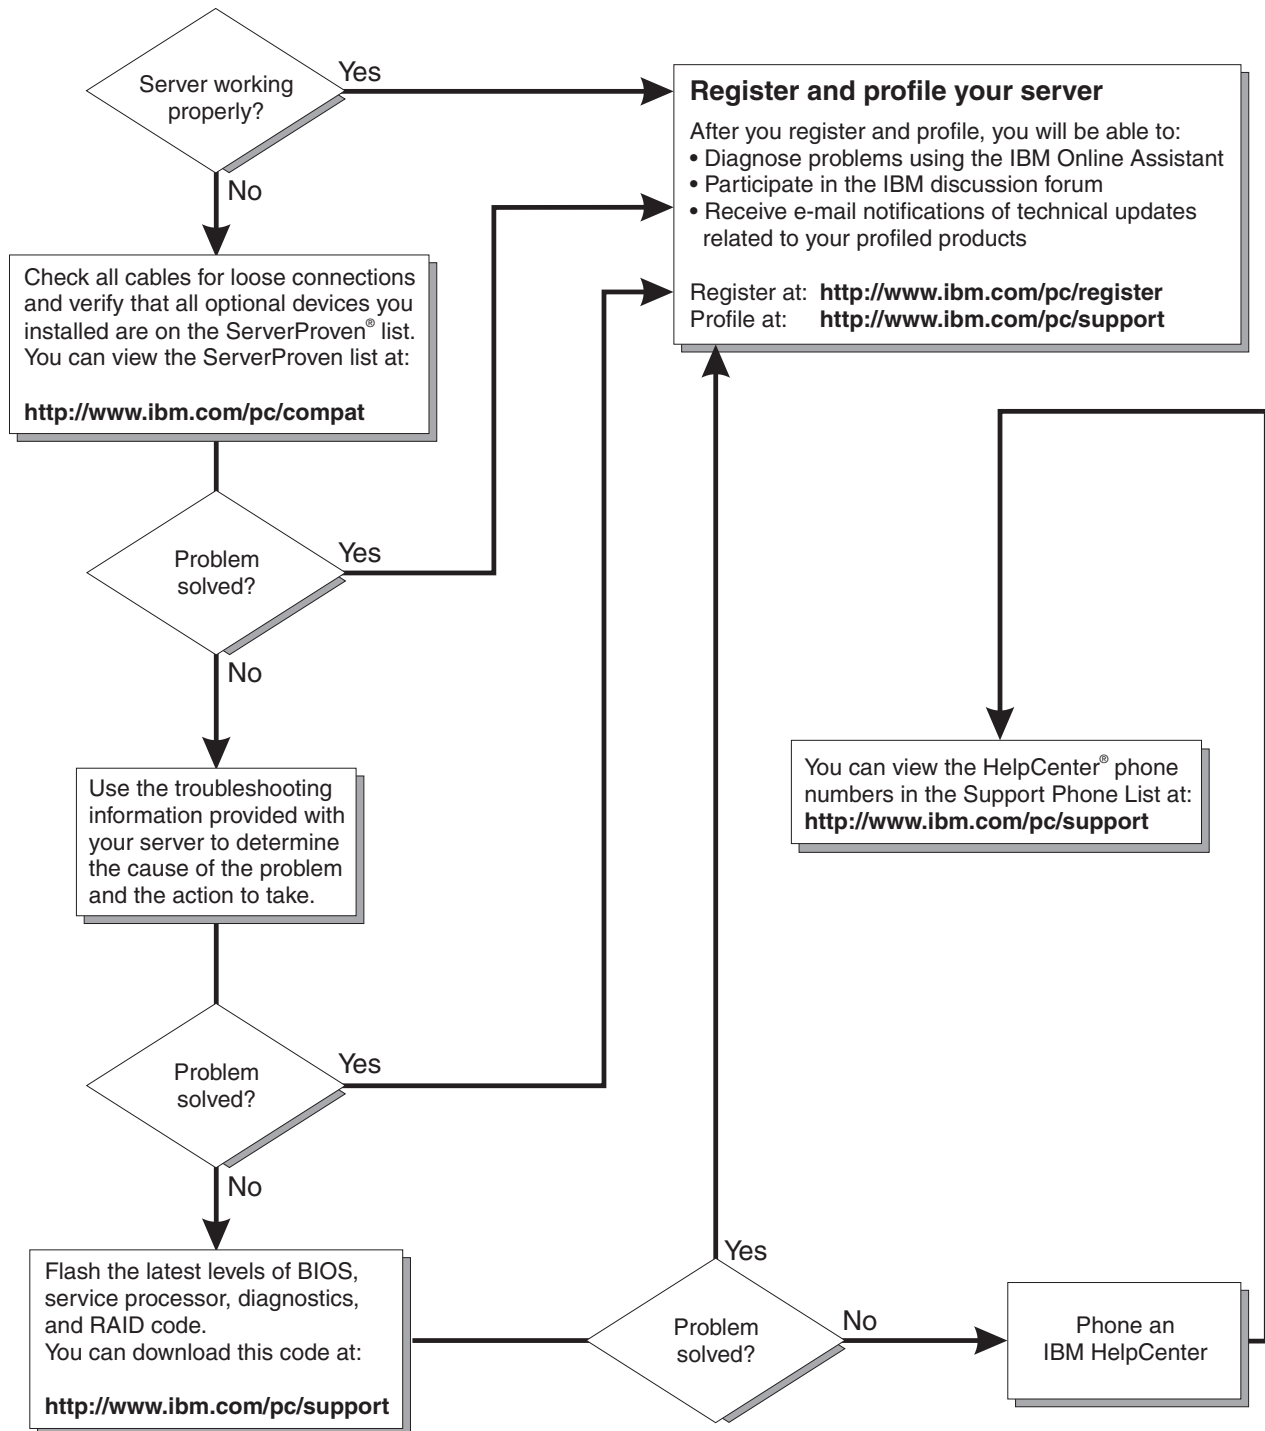 Server working
properly?
Yes
No
Register and profile your server
After you register and profile, you will be able to:
• Diagnose problems using the IBM Online Assistant
• Participate in the IBM discussion forum
• Receive e-mail notifications of technical updates
related to your profiled products
Register at: http://www.ibm.com/pc/register
Profile at: http://www.ibm.com/pc/support
Check all cables for loose connections
and verify that all optional devices you
installed are on the ServerProven® list.
You can view the ServerProven list at:
http://www.ibm.com/pc/compat
Problem
solved?
Yes
No
Use the troubleshooting
information provided with
your server to determine
the cause of the problem
and the action to take.
You can view the HelpCenter® phone
numbers in the Support Phone List at:
http://www.ibm.com/pc/support
Problem
solved?
Yes
No
Flash the latest levels of BIOS,
service processor, diagnostics,
and RAID code.
You can download this code at:
http://www.ibm.com/pc/support
Problem
solved?
Yes
No
Phone an
IBM HelpCenter